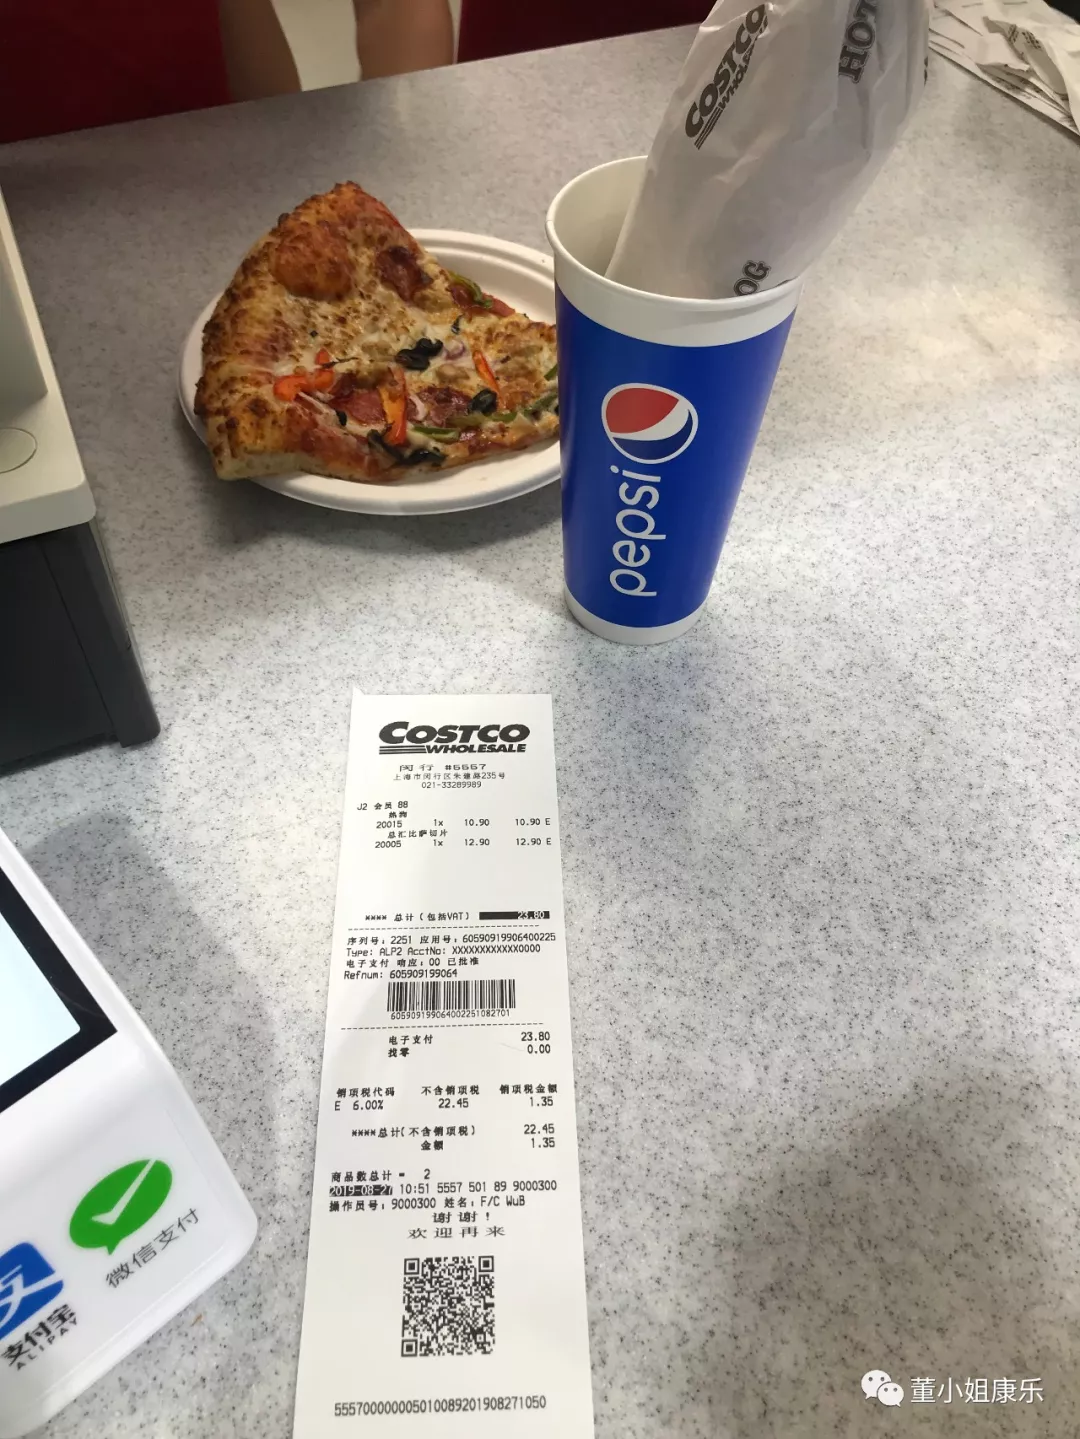 COSTCO
WHOLESALE
HO
OG
pepsi
COSTCO
WHOLESALE
闵行 #5557
上海市闵行区朱建路235号
021-33289989
J2 会员 88
热狗
20015 1x 10.90 10.90 E
总汇比萨切片
20005 1x 12.90 12.90 E
**** 总计(包括VAT) 23.80
序列号: 2251 应用号: 60590919906400225
Type: ALP2 AcctNo: XXXXXXXXXXXX0000
电子支付 响应: 00 已批准
Refnum: 605909199064
605909199064002251082701
电子支付 23.80
找零 0.00
销项税代码 不含销项税 销项税金额
E 6.00% 22.45 1.35
****总计(不含销项税) 22.45
金额 1.35
商品数总计 = 2
2019-08-27 10:51 5557 501 89 9000300
操作员号: 9000300 姓名: F/C WuB
谢谢!
欢迎再来
55570000000501008920190827​1050
微信支付
支付宝
ALIPAY
董小姐康乐